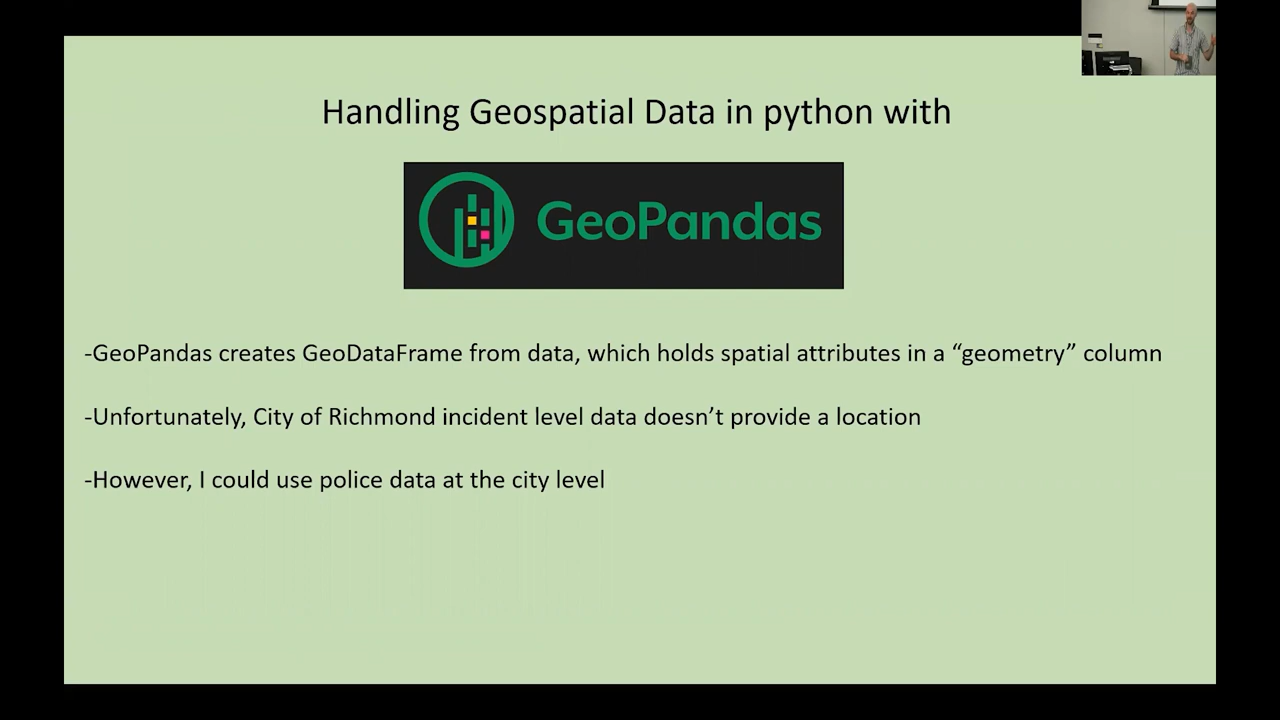 Handling Geospatial Data in python with
GeoPandas
-GeoPandas creates GeoDataFrame from data, which holds spatial attributes in a “geometry” column
-Unfortunately, City of Richmond incident level data doesn’t provide a location
-However, I could use police data at the city level